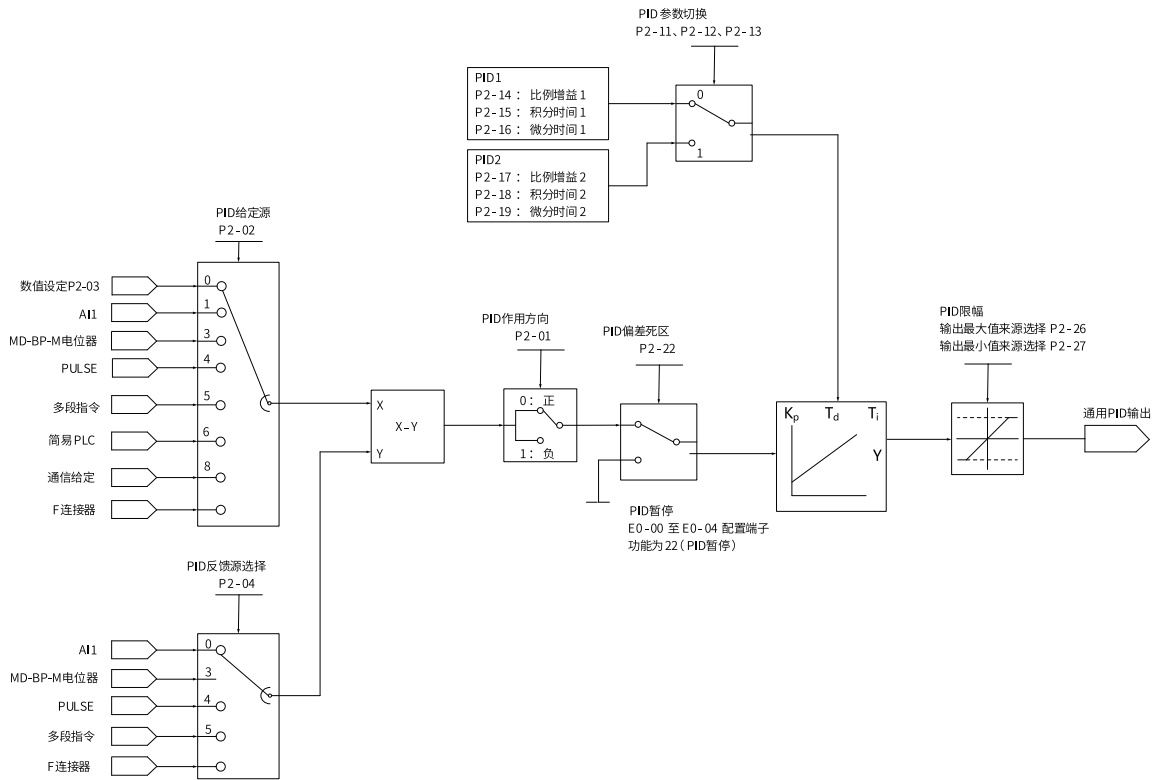 PID参数切换
P2-11、P2-12、P2-13
PID1
P2-14： 比例增益1
P2-15： 积分时间1
P2-16： 微分时间1
PID2
P2-17： 比例增益2
P2-18： 积分时间2
P2-19： 微分时间2
0
1
PID给定源
P2-02
数值设定P2-03
0
AI1
1
MD-BP-M电位器
3
PULSE
4
多段指令
5
简易PLC
6
通信给定
8
F连接器
PID反馈源选择
P2-04
AI1
0
MD-BP-M电位器
3
PULSE
4
多段指令
5
F连接器
X
X-Y
Y
PID作用方向
P2-01
0：正
1：负
PID偏差死区
P2-22
PID暂停
E0-00 至 E0-04 配置端子
功能为22（PID暂停）
Kp Td Ti
Y
PID限幅
输出最大值来源选择 P2-26
输出最小值来源选择 P2-27
通用PID输出